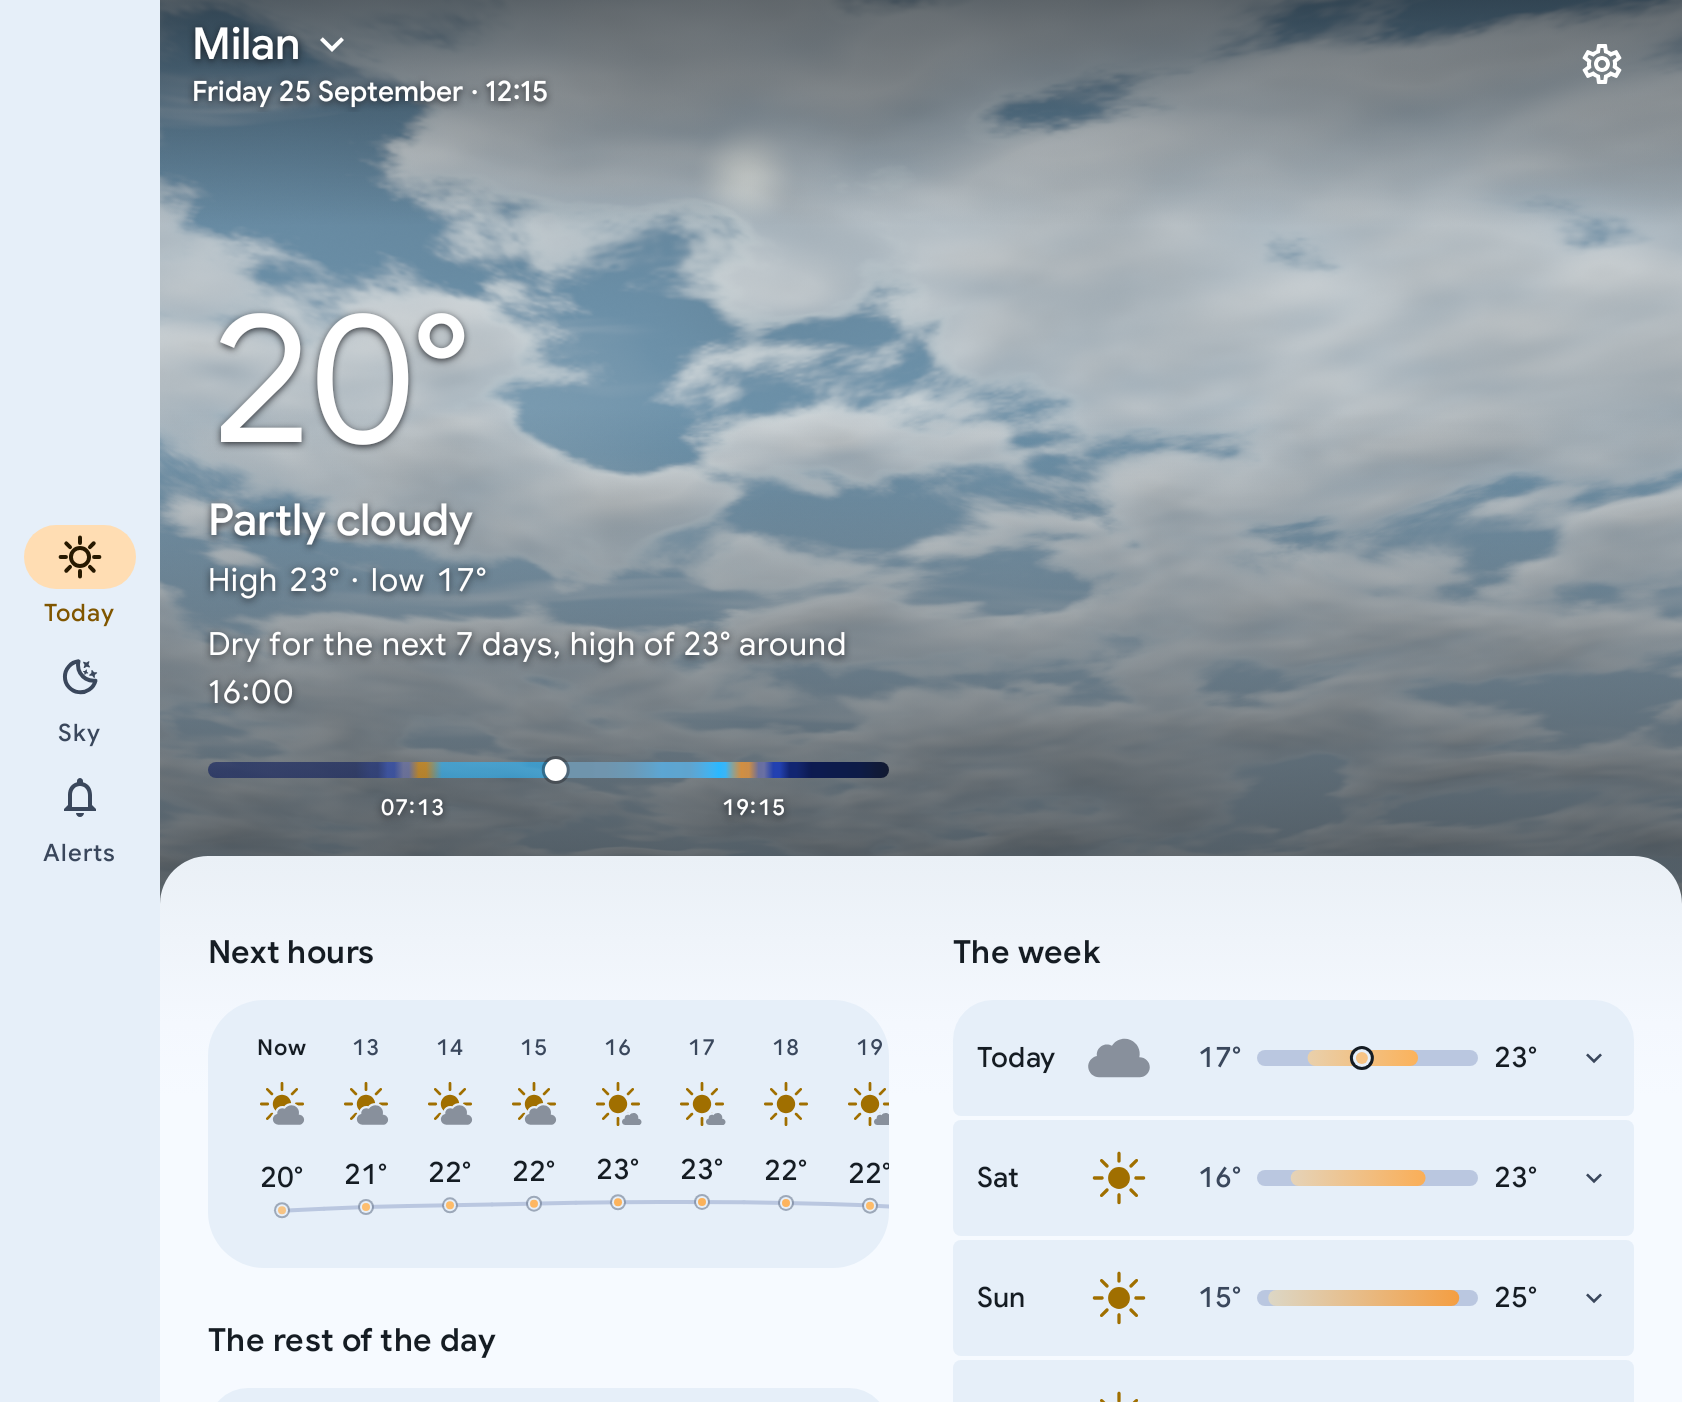 Milan
Friday 25 September · 12:15
20°
Partly cloudy
High 23° · low 17°
Dry for the next 7 days, high of 23° around
16:00
07:13 19:15
Today
Sky
Alerts
Next hours
Now 13 14 15 16 17 18 19
20° 21° 22° 22° 23° 23° 22° 22°
The rest of the day
The week
Today 17° 23°
Sat 16° 23°
Sun 15° 25°